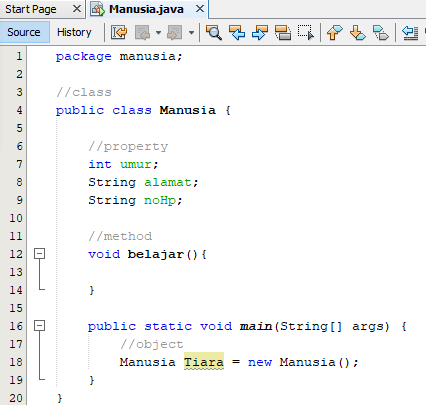 Start Page
Manusia.java
Source History
1 package manusia;
2
3 //class
4 public class Manusia {
5
6 //property
7 int umur;
8 String alamat;
9 String noHp;
10
11 //method
12 void belajar(){
13
14 }
15
16 public static void main(String[] args) {
17 //object
18 Manusia Tiara = new Manusia();
19 }
20 }